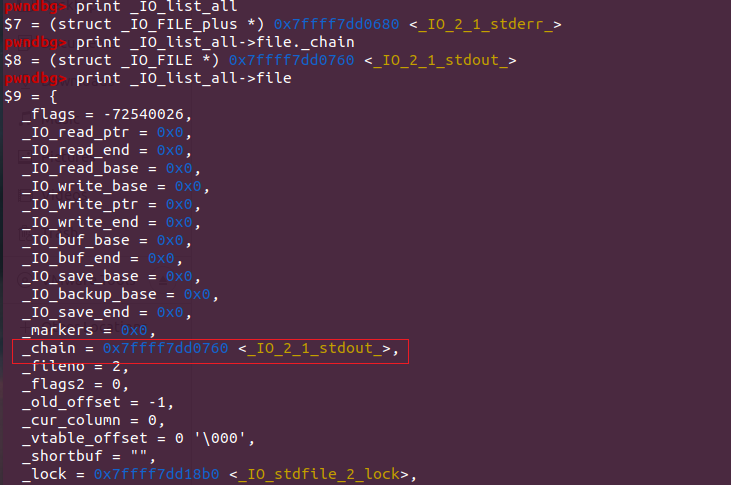 pwndbg> print _IO_list_all
$7 = (struct _IO_FILE_plus *) 0x7ffff7dd0680 <_IO_2_1_stderr_>
pwndbg> print _IO_list_all->file._chain
$8 = (struct _IO_FILE *) 0x7ffff7dd0760 <_IO_2_1_stdout_>
pwndbg> print _IO_list_all->file
$9 = {
  _flags = -72540026,
  _IO_read_ptr = 0x0,
  _IO_read_end = 0x0,
  _IO_read_base = 0x0,
  _IO_write_base = 0x0,
  _IO_write_ptr = 0x0,
  _IO_write_end = 0x0,
  _IO_buf_base = 0x0,
  _IO_buf_end = 0x0,
  _IO_save_base = 0x0,
  _IO_backup_base = 0x0,
  _IO_save_end = 0x0,
  _markers = 0x0,
  _chain = 0x7ffff7dd0760 <_IO_2_1_stdout_>,
  _fileno = 2,
  _flags2 = 0,
  _old_offset = -1,
  _cur_column = 0,
  _vtable_offset = 0 '\000',
  _shortbuf = "",
  _lock = 0x7ffff7dd18b0 <_IO_stdfile_2_lock>,